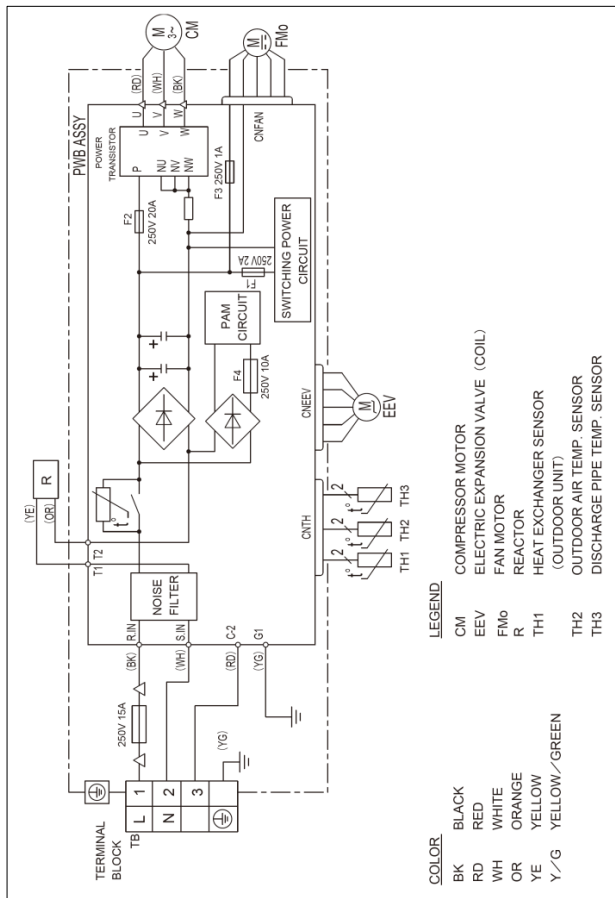 TERMINAL
BLOCK
TB
L 1
N 2
3
250V 15A
(BK)
(WH)
(RD)
(YG)
(YG)
R.IN
S.IN
C-2
G1
NOISE
FILTER
T1
T2
(YE)
(OR)
R
t°
+
+
PWB ASSY
F2
250V 20A
POWER
TRANSISTOR
P
U
V
W
NU
NV
NW
U
V
W
(RD)
(WH)
(BK)
M
3~
CM
PAM
CIRCUIT
F4
250V 10A
F1
250V 2A
F3 250V 1A
SWITCHING POWER
CIRCUIT
CNFAN
M
FMo
CNTH
2
2
2
t°
t°
t°
TH1
TH2
TH3
CNEEV
M
EEV
COLOR
BK BLACK
RD RED
WH WHITE
OR ORANGE
YE YELLOW
Y/G YELLOW/GREEN
LEGEND
CM COMPRESSOR MOTOR
EEV ELECTRIC EXPANSION VALVE (COIL)
FMo FAN MOTOR
R REACTOR
TH1 HEAT EXCHANGER SENSOR
(OUTDOOR UNIT)
TH2 OUTDOOR AIR TEMP. SENSOR
TH3 DISCHARGE PIPE TEMP. SENSOR